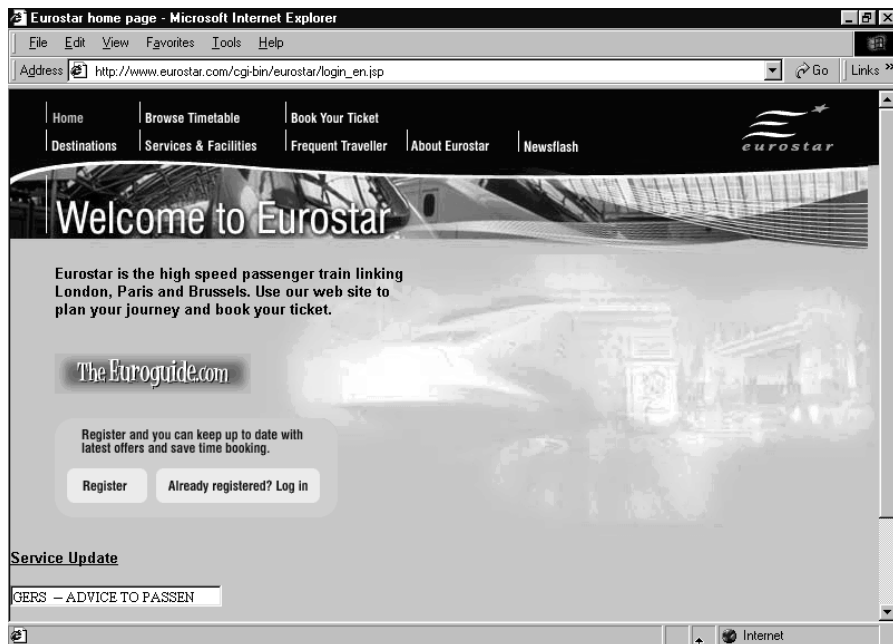 Eurostar home page - Microsoft Internet Explorer
File Edit View Favorites Tools Help
Address http://www.eurostar.com/cgi-bin/eurostar/login_en.jsp Go Links »
Home Browse Timetable Book Your Ticket
Destinations Services & Facilities Frequent Traveller About Eurostar Newsflash
eurostar
Welcome to Eurostar
Eurostar is the high speed passenger train linking
London, Paris and Brussels. Use our web site to
plan your journey and book your ticket.
The Euroguide.com
Register and you can keep up to date with
latest offers and save time booking.
Register Already registered? Log in
Service Update
GERS – ADVICE TO PASSEN
Internet